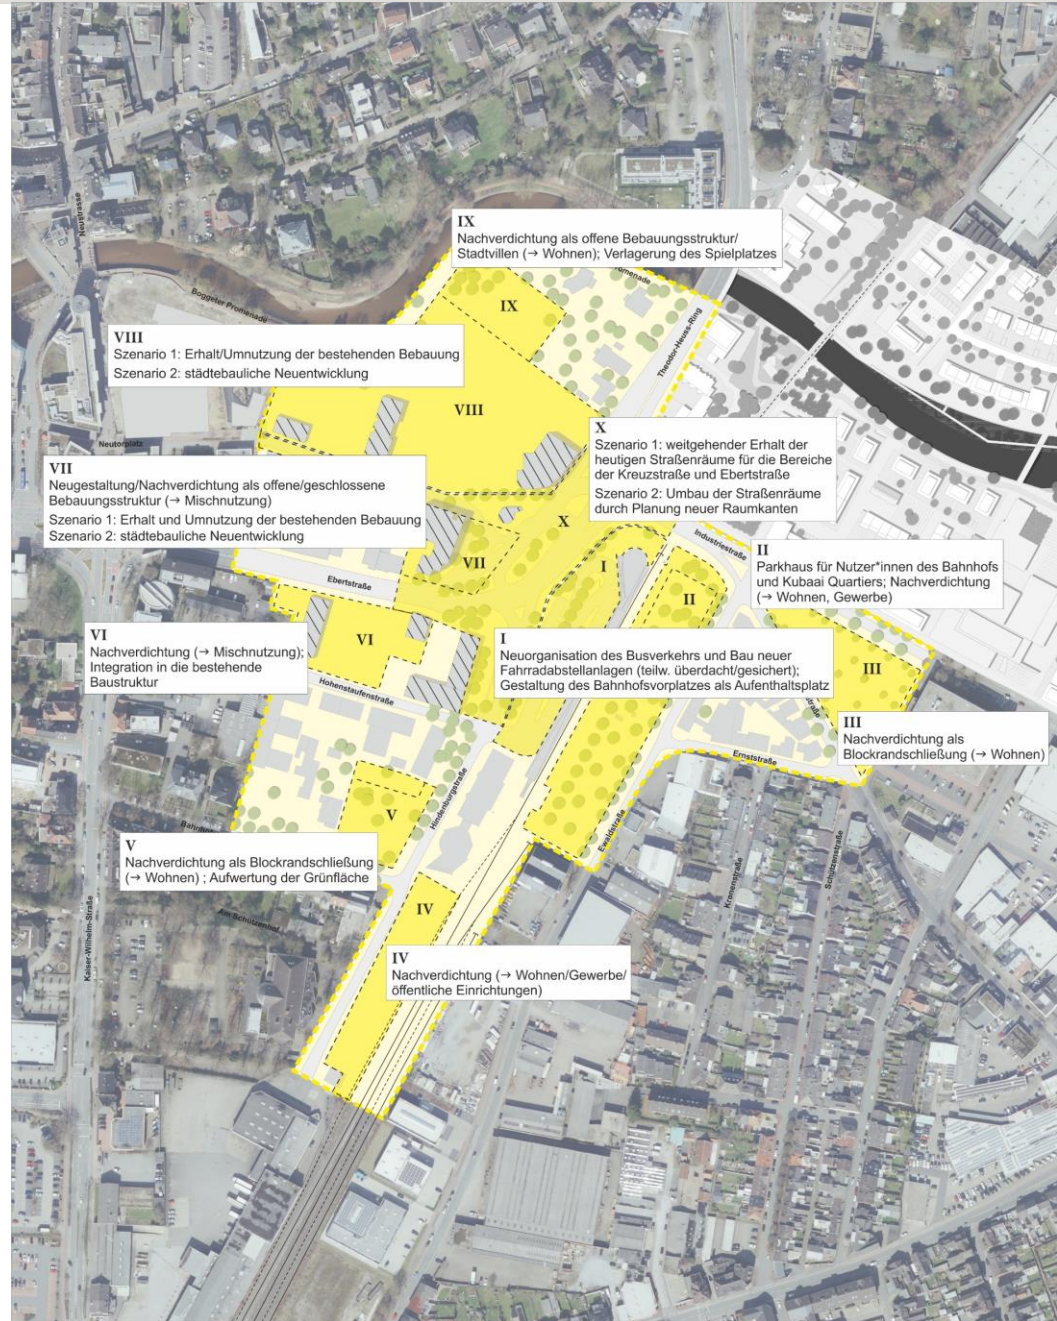 Neustrasse
IX
Nachverdichtung als offene Bebauungsstruktur/
Stadtvillen (→ Wohnen); Verlagerung des Spielplatzes
Boggeter Promenade
IX
Theodor-Heuss-Ring
VIII
Szenario 1: Erhalt/Umnutzung der bestehenden Bebauung
Szenario 2: städtebauliche Neuentwicklung
VIII
Neutorplatz
X
Szenario 1: weitgehender Erhalt der
heutigen Straßenräume für die Bereiche
der Kreuzstraße und Ebertstraße
Szenario 2: Umbau der Straßenräume
durch Planung neuer Raumkanten
VII
Neugestaltung/Nachverdichtung als offene/geschlossene
Bebauungsstruktur (→ Mischnutzung)
Szenario 1: Erhalt und Umnutzung der bestehenden Bebauung
Szenario 2: städtebauliche Neuentwicklung
X
Industriestraße
VII
I
II
Parkhaus für Nutzer*innen des Bahnhofs
und Kubaai Quartiers; Nachverdichtung
(→ Wohnen, Gewerbe)
Ebertstraße
II
VI
Nachverdichtung (→ Mischnutzung);
Integration in die bestehende
Baustruktur
VI
I
Neuorganisation des Busverkehrs und Bau neuer
Fahrradabstellanlagen (teilw. überdacht/gesichert);
Gestaltung des Bahnhofsvorplatzes als Aufenthaltsplatz
III
Hohenstaufenstraße
III
Nachverdichtung als
Blockrandschließung (→ Wohnen)
Ernststraße
Hindenburgstraße
V
Ewaldstraße
V
Nachverdichtung als Blockrandschließung
(→ Wohnen) ; Aufwertung der Grünfläche
Kronenstraße
Schützenstraße
IV
Am Schützenhof
Kaiser-Wilhelm-Straße
IV
Nachverdichtung (→ Wohnen/Gewerbe/
öffentliche Einrichtungen)